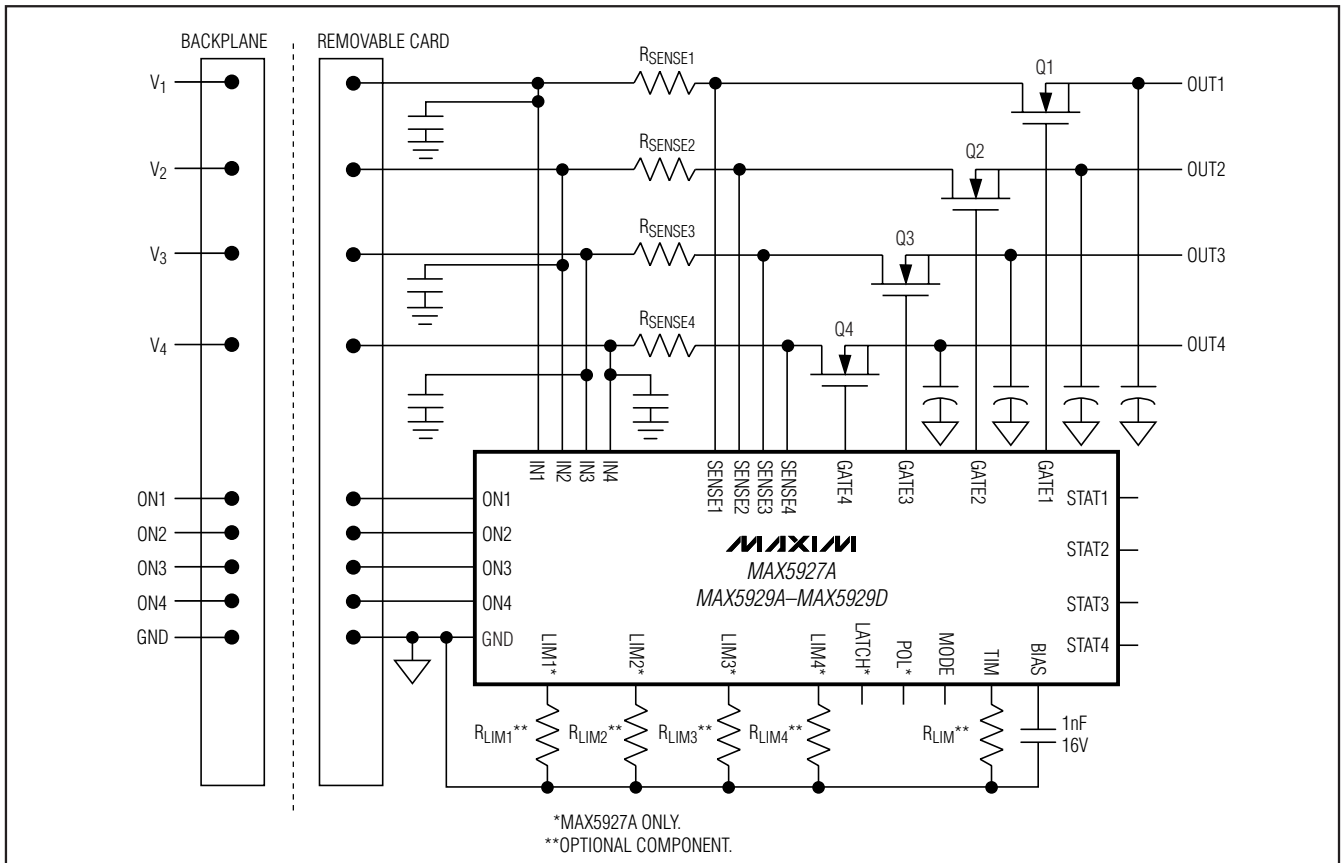 BACKPLANE
REMOVABLE CARD
RSENSE1
Q1
V1
OUT1
RSENSE2
Q2
V2
OUT2
RSENSE3
Q3
V3
OUT3
RSENSE4
Q4
V4
OUT4
IN1
IN2
IN3
IN4
SENSE1
SENSE2
SENSE3
SENSE4
GATE4
GATE3
GATE2
GATE1
ON1
ON1
STAT1
ON2
ON2
STAT2
ON3
ON3
STAT3
ON4
ON4
STAT4
GND
GND
MAXIM
MAX5927A
MAX5929A–MAX5929D
LIM1*
LIM2*
LIM3*
LIM4*
LATCH*
POL*
MODE
TIM
BIAS
RLIM1**
RLIM2**
RLIM3**
RLIM4**
RLIM**
1nF
16V
*MAX5927A ONLY.
**OPTIONAL COMPONENT.